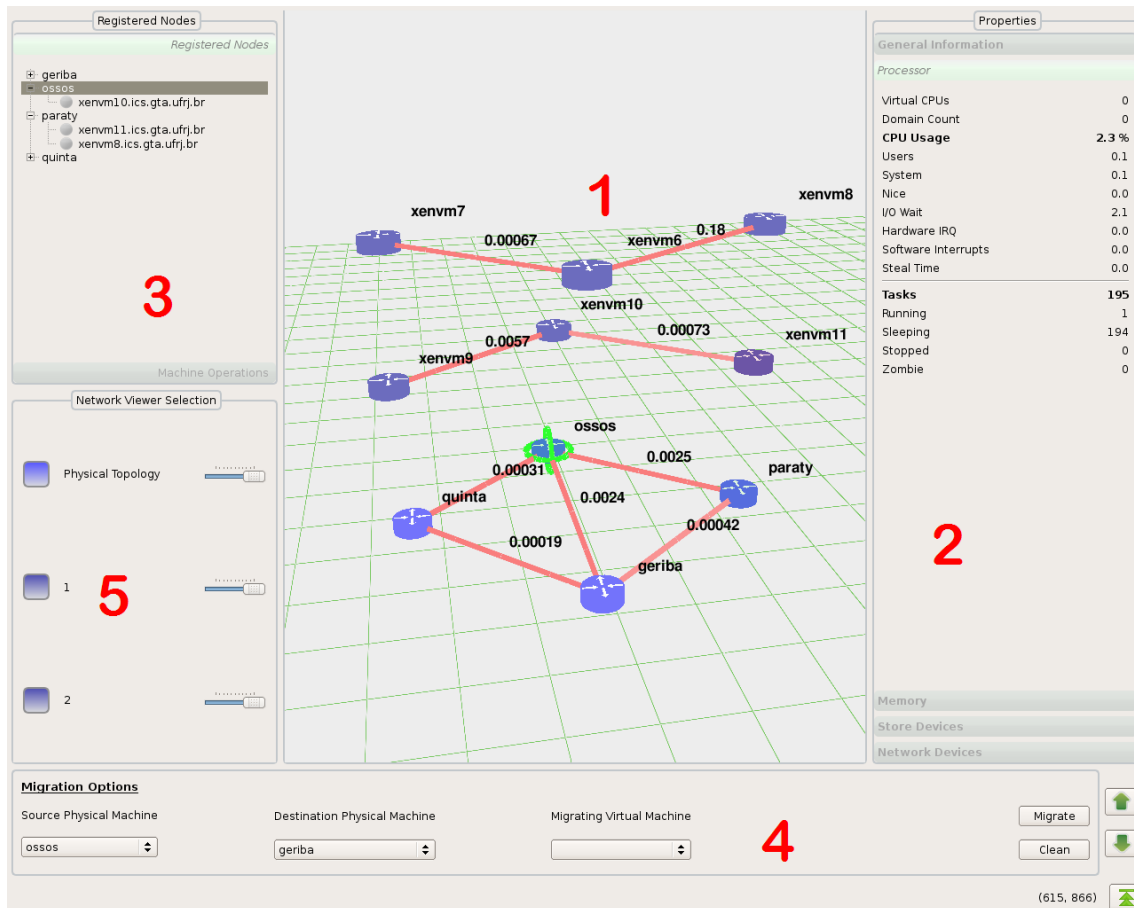 Registered Nodes
Registered Nodes
geriba
ossos
xenvm10.ics.gta.ufrj.br
paraty
xenvm11.ics.gta.ufrj.br
xenvm8.ics.gta.ufrj.br
quinta
3
Machine Operations
Network Viewer Selection
Physical Topology
1
5
2
1
xenvm7
xenvm8
0.00067
xenvm6
0.18
xenvm10
0.0057
0.00073
xenvm11
xenvm9
ossos
0.00031
0.0025
paraty
quinta
0.0024
0.00042
0.00019
geriba
Properties
General Information
Processor
Virtual CPUs 0
Domain Count 0
CPU Usage 2.3 %
Users 0.1
System 0.1
Nice 0.0
I/O Wait 2.1
Hardware IRQ 0.0
Software Interrupts 0.0
Steal Time 0.0
Tasks 195
Running 1
Sleeping 194
Stopped 0
Zombie 0
2
Memory
Store Devices
Network Devices
Migration Options
Source Physical Machine Destination Physical Machine Migrating Virtual Machine
ossos geriba
4
Migrate
Clean
(615, 866)